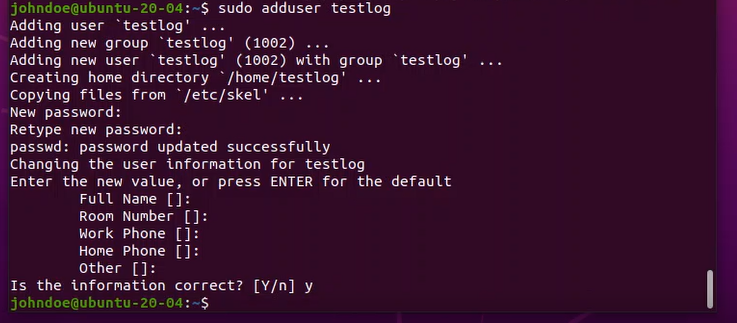 johndoe@ubuntu-20-04:~$ sudo adduser testlog
Adding user `testlog' ...
Adding new group `testlog' (1002) ...
Adding new user `testlog' (1002) with group `testlog' ...
Creating home directory `/home/testlog' ...
Copying files from `/etc/skel' ...
New password:
Retype new password:
passwd: password updated successfully
Changing the user information for testlog
Enter the new value, or press ENTER for the default
        Full Name []:
        Room Number []:
        Work Phone []:
        Home Phone []:
        Other []:
Is the information correct? [Y/n] y
johndoe@ubuntu-20-04:~$